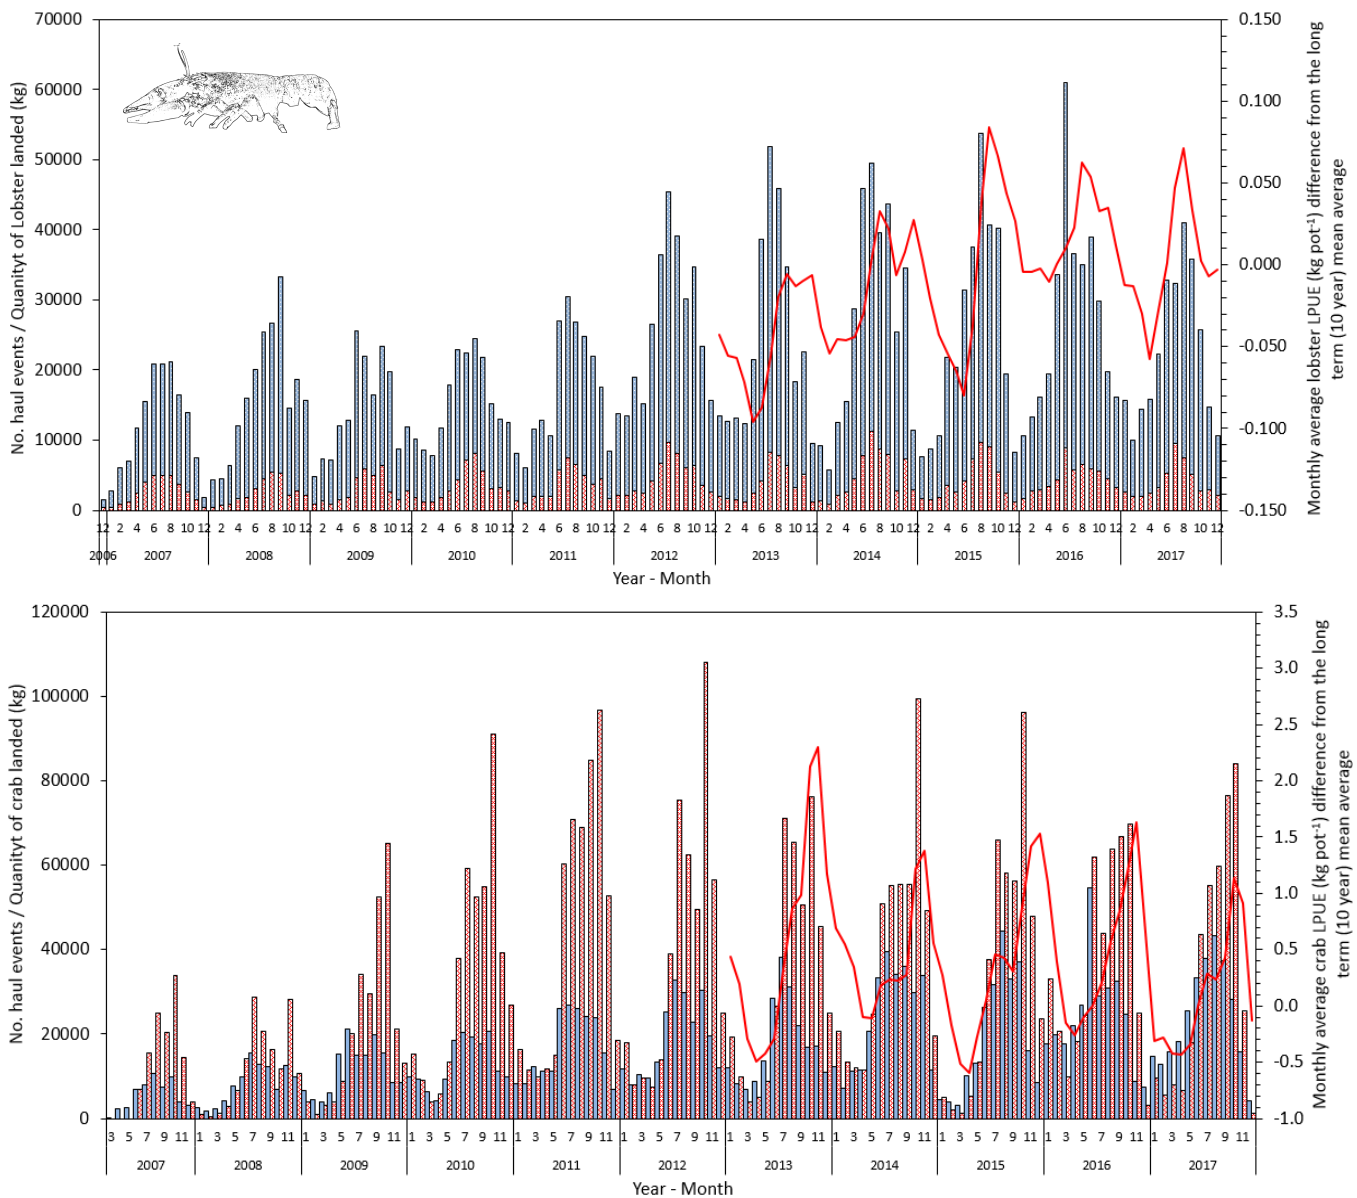 70000
60000
50000
40000
30000
20000
10000
0
No. haul events / Quanityt of Lobster landed (kg)
0.150
0.100
0.050
0.000
-0.050
-0.100
-0.150
Monthly average lobster LPUE (kg pot⁻¹) difference from the long
term (10 year) mean average
12 2 4 6 8 10 12 2 4 6 8 10 12 2 4 6 8 10 12 2 4 6 8 10 12 2 4 6 8 10 12 2 4 6 8 10 12 2 4 6 8 10 12 2 4 6 8 10 12 2 4 6 8 10 12 2 4 6 8 10 12 2 4 6 8 10 12
2006 2007 2008 2009 2010 2011 2012 2013 2014 2015 2016 2017
Year - Month
120000
100000
80000
60000
40000
20000
0
No. haul events / Quanityt of crab landed (kg)
3.5
3.0
2.5
2.0
1.5
1.0
0.5
0.0
-0.5
-1.0
Monthly average crab LPUE (kg pot⁻¹) difference from the long
term (10 year) mean average
3 5 7 9 11 1 3 5 7 9 11 1 3 5 7 9 11 1 3 5 7 9 11 1 3 5 7 9 11 1 3 5 7 9 11 1 3 5 7 9 11 1 3 5 7 9 11 1 3 5 7 9 11 1 3 5 7 9 11 1 3 5 7 9 11
2007 2008 2009 2010 2011 2012 2013 2014 2015 2016 2017
Year - Month